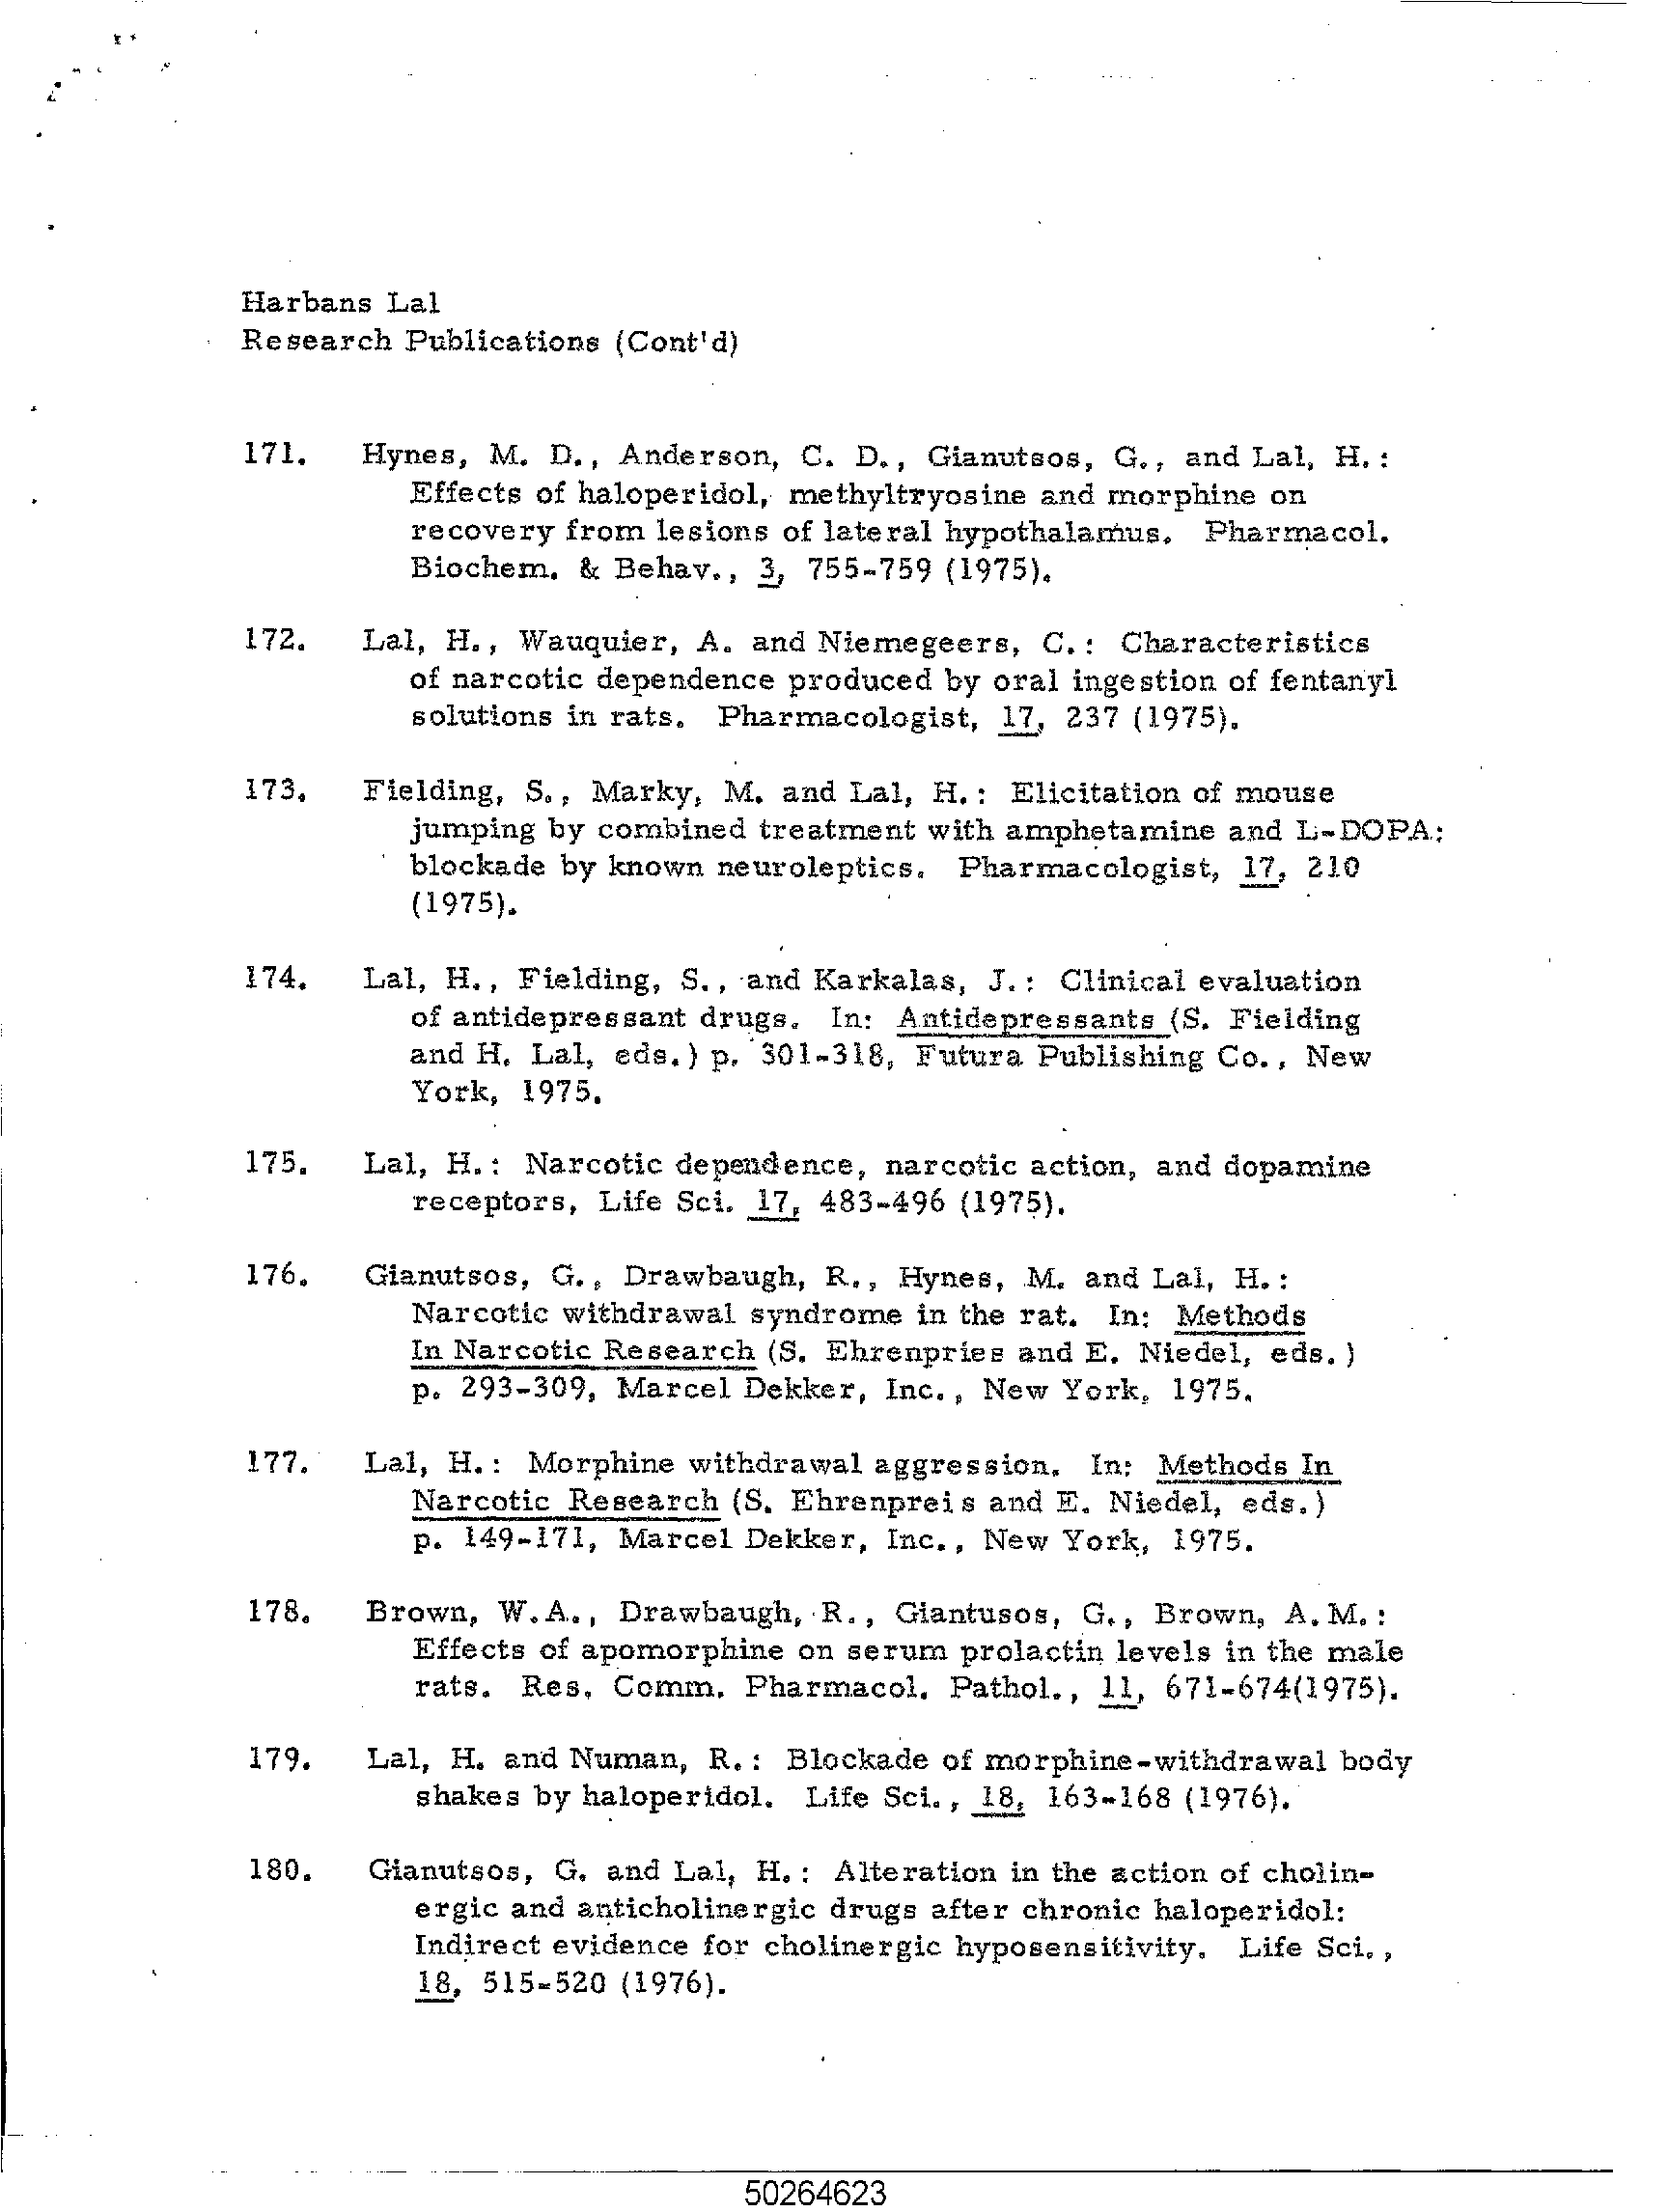 Harbans Lal
Research Publications (Cont'd)
171. Hynes, M. D., Anderson, C. D., Gianutsos, G., and Lal, H.:
Effects of haloperidol, methyltryosine and morphine on
recovery from lesions of lateral hypothalamus. Pharmacol.
Biochem. & Behav., 3, 755-759 (1975).
172. Lal, H., Wauquier, A. and Niemegeers, C.: Characteristics
of narcotic dependence produced by oral ingestion of fentanyl
solutions in rats. Pharmacologist, 17, 237 (1975).
173. Fielding, S., Marky, M. and Lal, H.: Elicitation of mouse
jumping by combined treatment with amphetamine and L-DOPA:
blockade by known neuroleptics. Pharmacologist, 17, 210
(1975).
174. Lal, H., Fielding, S., and Karkalas, J.: Clinical evaluation
of antidepressant drugs. In: Antidepressants (S. Fielding
and H. Lal, eds.) p. 301-318, Futura Publishing Co., New
York, 1975.
175. Lal, H.: Narcotic dependence, narcotic action, and dopamine
receptors, Life Sci. 17, 483-496 (1975).
176. Gianutsos, G., Drawbaugh, R., Hynes, M. and Lal, H.:
Narcotic withdrawal syndrome in the rat. In: Methods
In Narcotic Research (S. Ehrenpries and E. Niedel, eds.)
p. 293-309, Marcel Dekker, Inc., New York, 1975.
177. Lal, H.: Morphine withdrawal aggression. In: Methods In
Narcotic Research (S. Ehrenpreis and E. Niedel, eds.)
p. 149-171, Marcel Dekker, Inc., New York, 1975.
178. Brown, W.A., Drawbaugh, R., Giantusos, G., Brown, A.M.:
Effects of apomorphine on serum prolactin levels in the male
rats. Res. Comm. Pharmacol. Pathol., 11, 671-674(1975).
179. Lal, H. and Numan, R.: Blockade of morphine-withdrawal body
shakes by haloperidol. Life Sci., 18, 163-168 (1976).
180. Gianutsos, G. and Lal, H.: Alteration in the action of cholin-
ergic and anticholinergic drugs after chronic haloperidol:
Indirect evidence for cholinergic hyposensitivity. Life Sci.,
18, 515-520 (1976).
50264623